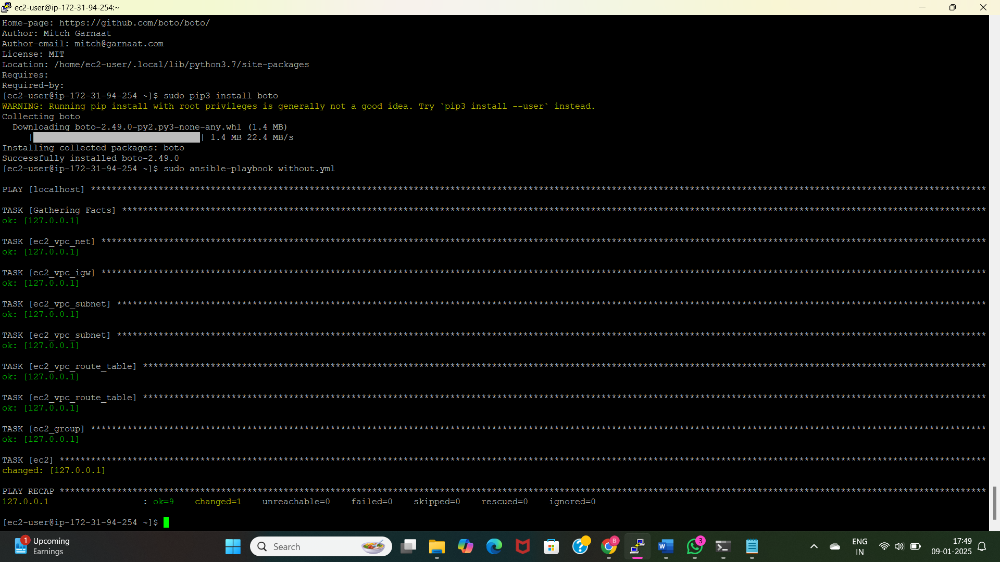 ec2-user@ip-172-31-94-254:~
Home-page: https://github.com/boto/boto/
Author: Mitch Garnaat
Author-email: mitch@garnaat.com
License: MIT
Location: /home/ec2-user/.local/lib/python3.7/site-packages
Requires:
Required-by:
[ec2-user@ip-172-31-94-254 ~]$ sudo pip3 install boto
WARNING: Running pip install with root privileges is generally not a good idea. Try `pip3 install --user` instead.
Collecting boto
  Downloading boto-2.49.0-py2.py3-none-any.whl (1.4 MB)
     |████████████████████████████████| 1.4 MB 22.4 MB/s
Installing collected packages: boto
Successfully installed boto-2.49.0
[ec2-user@ip-172-31-94-254 ~]$ sudo ansible-playbook without.yml
PLAY [localhost] ****************************************************************
TASK [Gathering Facts] ****************************************************************
ok: [127.0.0.1]
TASK [ec2_vpc_net] ****************************************************************
ok: [127.0.0.1]
TASK [ec2_vpc_igw] ****************************************************************
ok: [127.0.0.1]
TASK [ec2_vpc_subnet] ****************************************************************
ok: [127.0.0.1]
TASK [ec2_vpc_subnet] ****************************************************************
ok: [127.0.0.1]
TASK [ec2_vpc_route_table] ****************************************************************
ok: [127.0.0.1]
TASK [ec2_vpc_route_table] ****************************************************************
ok: [127.0.0.1]
TASK [ec2_group] ****************************************************************
ok: [127.0.0.1]
TASK [ec2] ****************************************************************
changed: [127.0.0.1]
PLAY RECAP ****************************************************************
127.0.0.1                  : ok=9    changed=1    unreachable=0    failed=0    skipped=0    rescued=0    ignored=0
[ec2-user@ip-172-31-94-254 ~]$
1
Upcoming
Earnings
Search
B
W
3
ENG
IN
17:49
09-01-2025